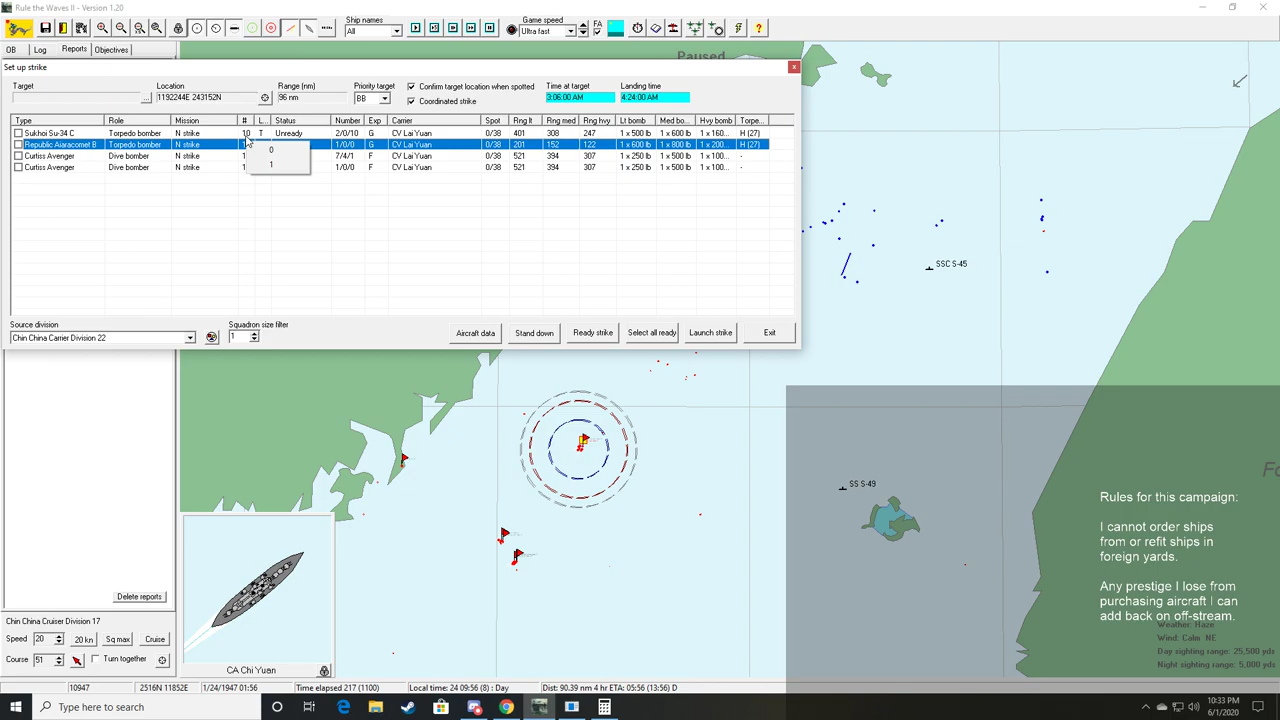 Rule the Waves II - Version 1.20
Ship names
All
Game speed
Ultra fast
FA
OB
Log
Reports
Objectives
Paused
Set up strike
x
Target
Location
Range (nm)
Priority target
Confirm target location when spotted
Time at target
Landing time
...
1192244E 243152N
96 nm
BB
Coordinated strike
3:06:00 AM
4:24:00 AM
Type Role Mission # L... Status Number Exp Carrier Spot Rng lt Rng med Rng hvy Lt bomb Med bo... Hvy bomb Torpe...
Sukhoi Su-34 C Torpedo bomber N strike 10 T Unready 2/0/10 G CV Lai Yuan 0/38 401 308 247 1 x 500 lb 1 x 800 lb 1 x 160... H (27)
Republic Aiaracomet B Torpedo bomber N strike 1/0/0 G CV Lai Yuan 0/38 201 152 122 1 x 600 lb 1 x 800 lb 1 x 200... H (27)
Curtiss Avenger Dive bomber N strike 1 7/4/1 F CV Lai Yuan 0/38 521 394 307 1 x 250 lb 1 x 500 lb 1 x 100... -
Curtiss Avenger Dive bomber N strike 1 1/0/0 F CV Lai Yuan 0/38 521 394 307 1 x 250 lb 1 x 500 lb 1 x 100... -
0
1
Source division
Squadron size filter
Chin China Carrier Division 22
1
Aircraft data
Stand down
Ready strike
Select all ready
Launch strike
Exit
SSC S-45
SS S-49
Rules for this campaign:
I cannot order ships
from or refit ships in
foreign yards.
Any prestige I lose from
purchasing aircraft I can
add back on off-stream.
Weather: Haze
Wind: Calm NE
Day sighting range: 25,500 yds
Night sighting range: 5,000 yds
Delete reports
Chin China Cruiser Division 17
Speed 20 20 kn Sq max Cruise
Course 51 Turn together
CA Chi Yuan
10947
2516N 11852E
1/24/1947 01:56
Time elapsed 217 (1100)
Local time: 24 09:56 (8) : Day
Dist: 90.39 nm 4 hr ETA: 05:56 (13:56) D
Type here to search
10:33 PM
6/1/2020